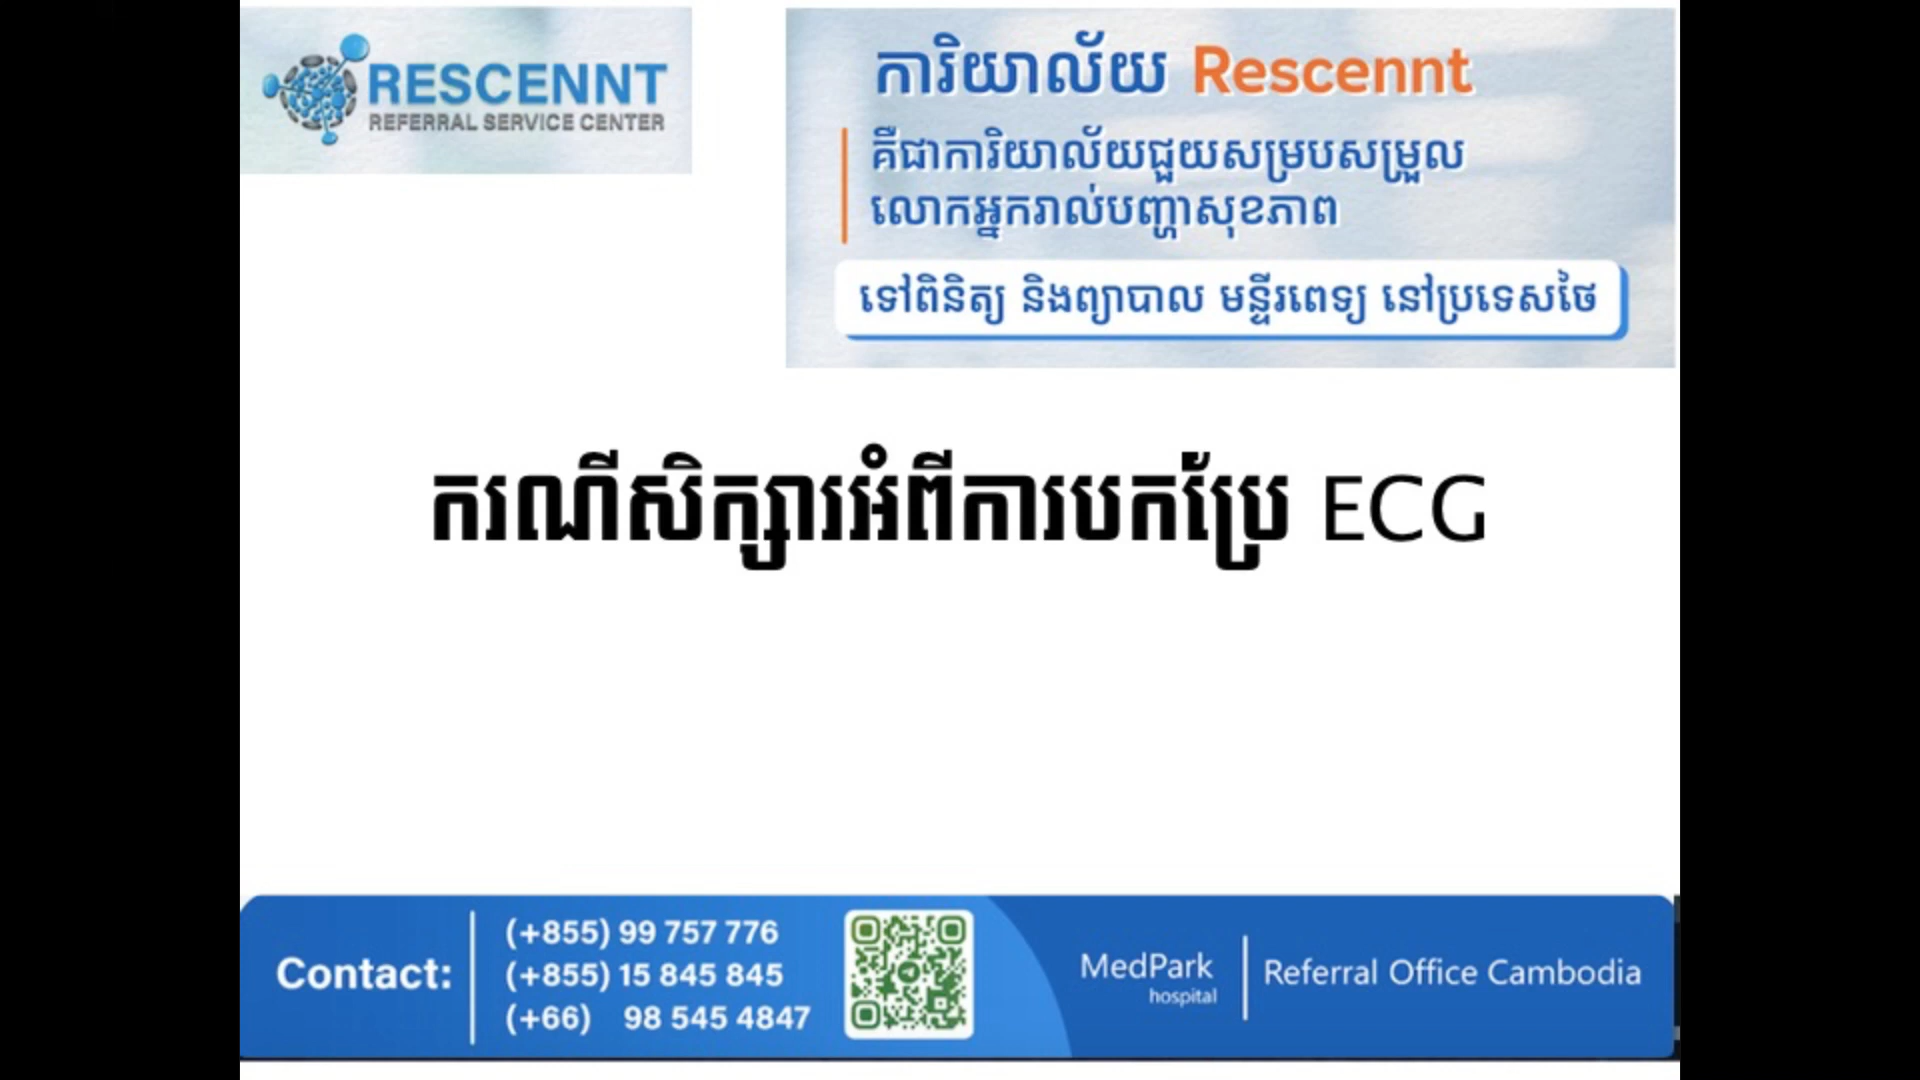 RESCENNT
REFERRAL SERVICE CENTER
ការិយាល័យ Rescennt
គឺជាការិយាល័យជួយសម្របសម្រួល
លោកអ្នករាល់បញ្ហាសុខភាព
ទៅពិនិត្យ និងព្យាបាល មន្ទីរពេទ្យ នៅប្រទេសថៃ
ករណីសិក្សារអំពីការបកប្រែ ECG
Contact:
(+855) 99 757 776
(+855) 15 845 845
(+66) 98 545 4847
MedPark
hospital
Referral Office Cambodia